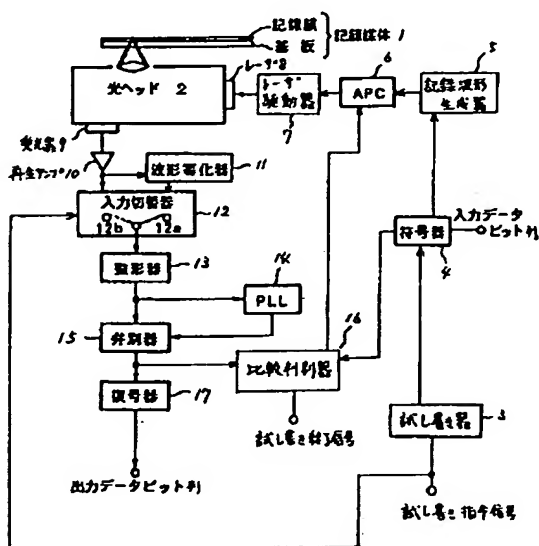 記録膜
基板
記録媒体 1
レーザ 8
光ヘッド 2
レーザ
駆動器
7
6
APC
5
記録波形
生成器
受光器 9
再生アンプ 10
波形等化器
11
入力切替器
12b
12a
12
整形器
13
14
PLL
符号器
4
入力データ
ビット列
15
弁別器
16
比較判別器
復号器
17
試し書き終了信号
試し書き器
3
出力データビット列
試し書き指令信号